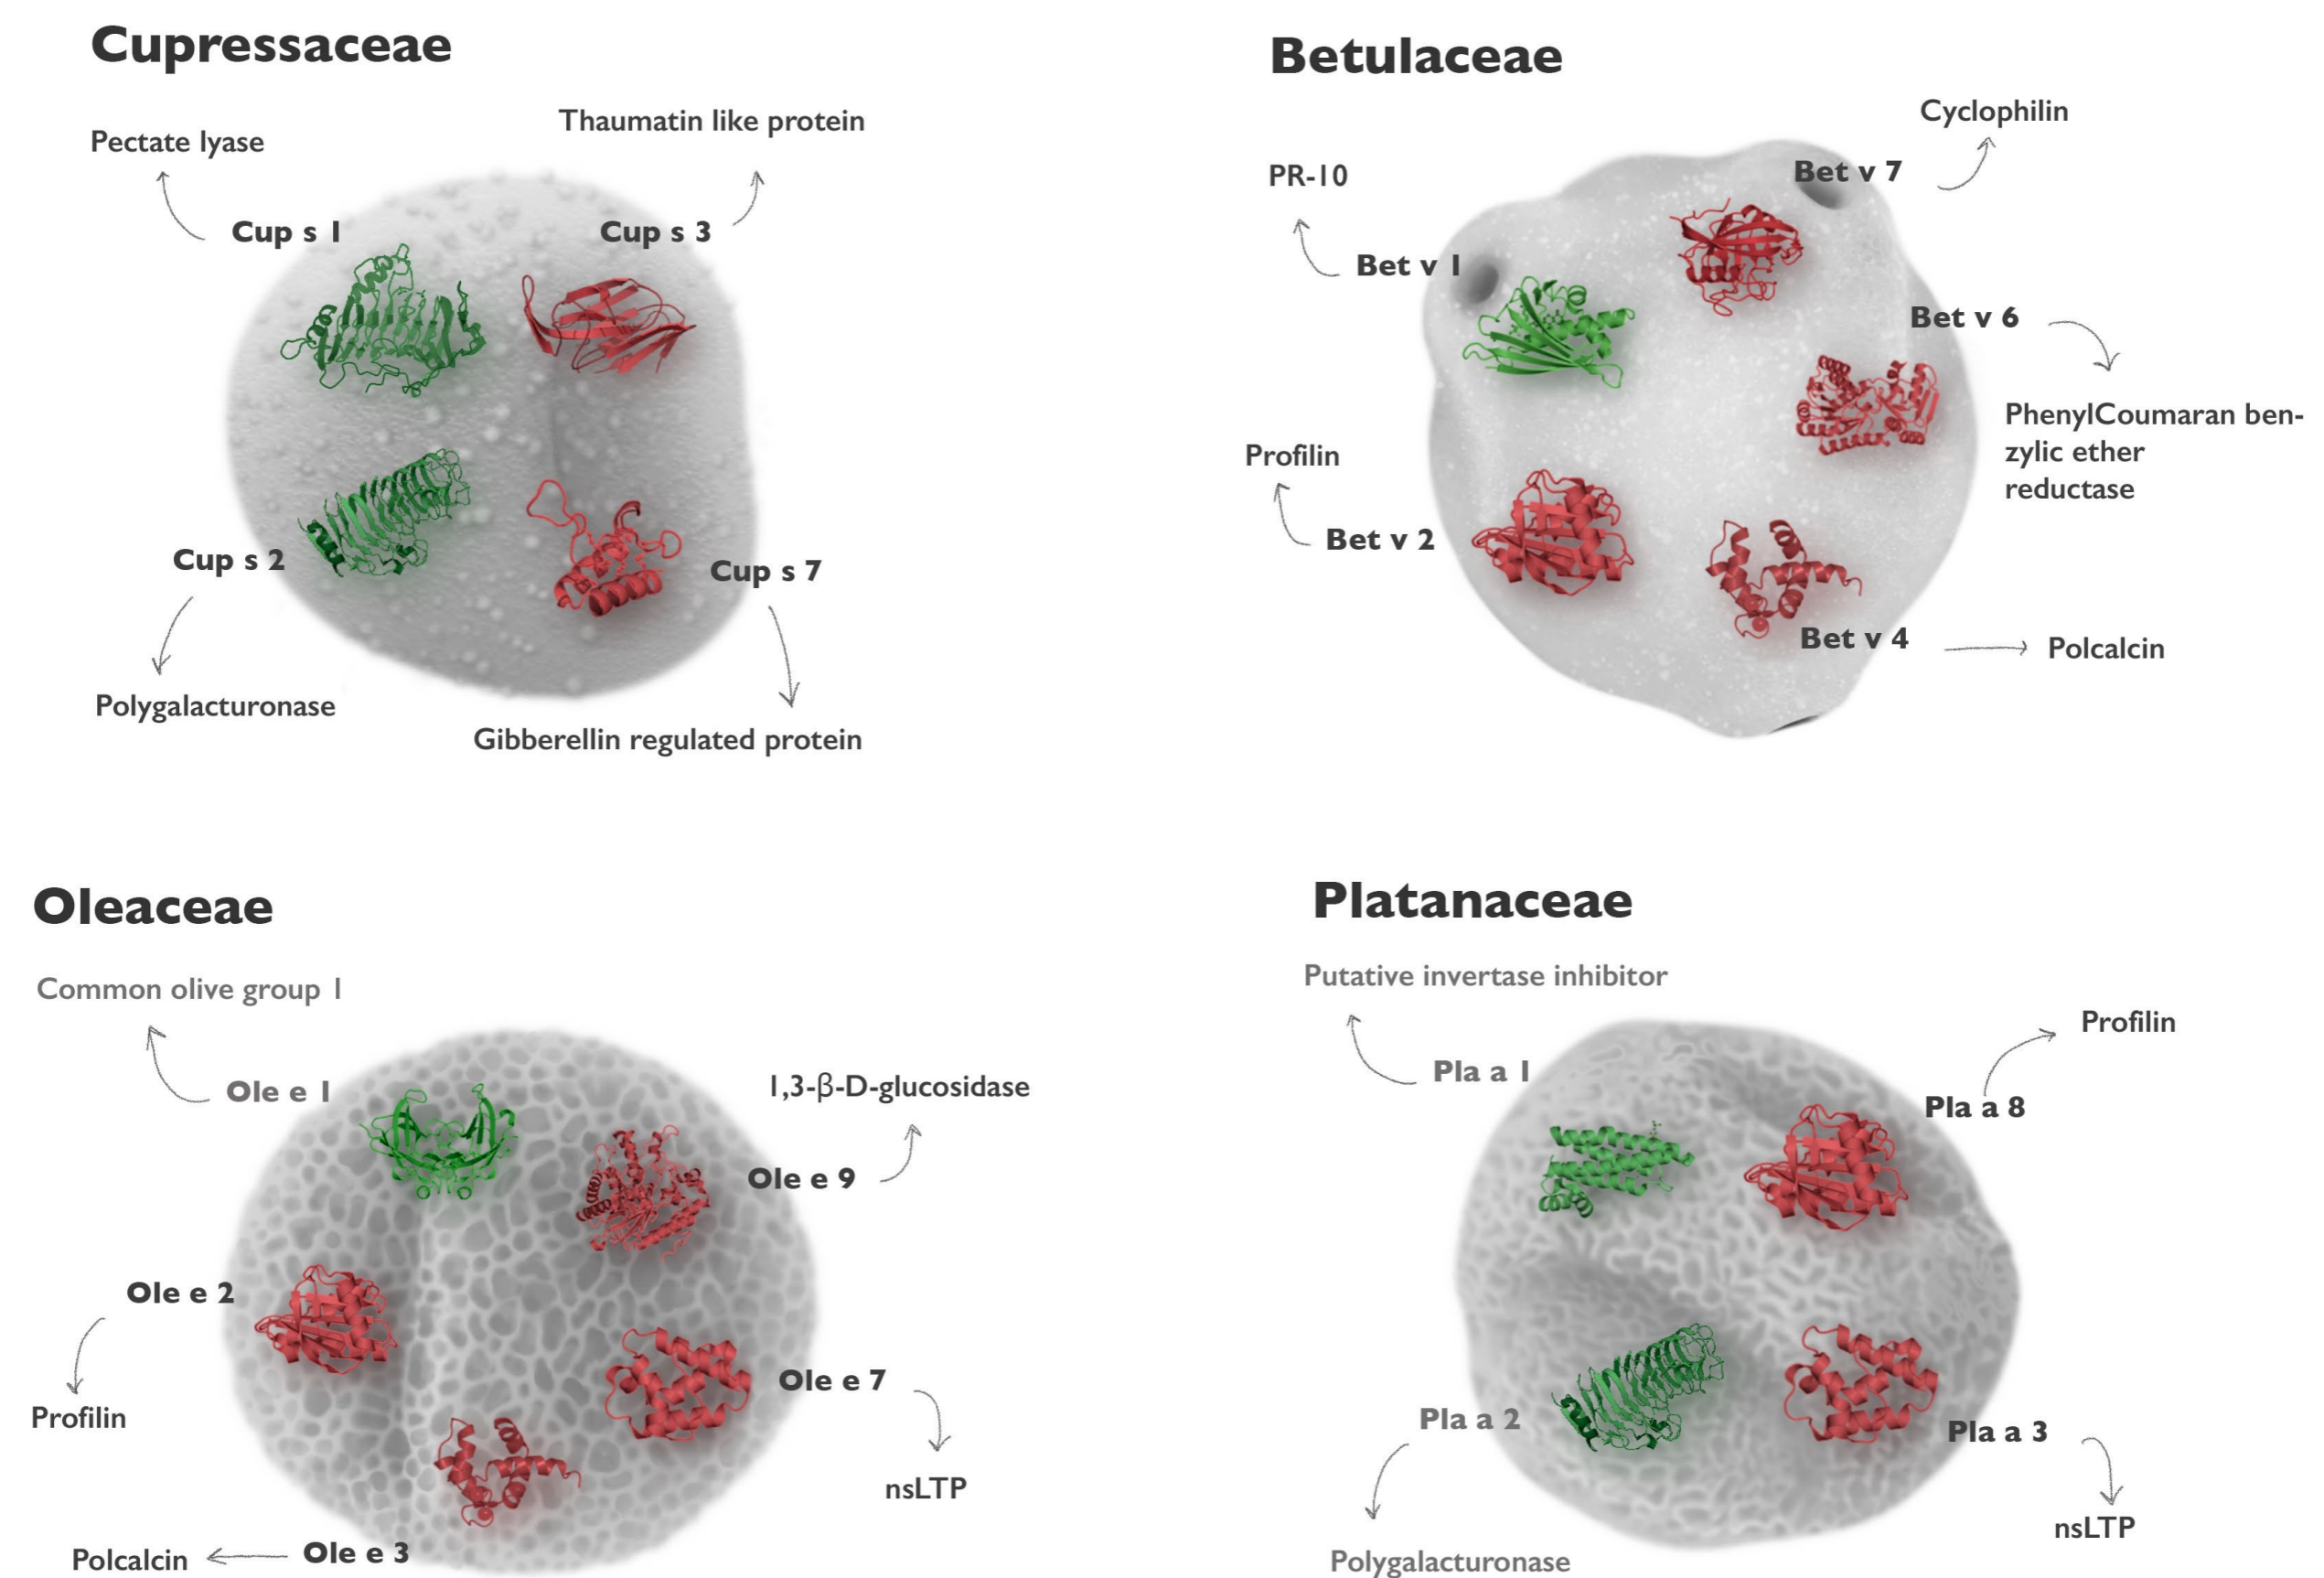 Cupressaceae
Pectate lyase
Thaumatin like protein
Cup s 1
Cup s 3
Cup s 2
Cup s 7
Polygalacturonase
Gibberellin regulated protein
Betulaceae
Cyclophilin
PR-10
Bet v 7
Bet v 1
Bet v 6
PhenylCoumaran ben-
zylic ether
reductase
Profilin
Bet v 2
Bet v 4
Polcalcin
Oleaceae
Common olive group 1
Ole e 1
1,3-β-D-glucosidase
Ole e 9
Ole e 2
Ole e 7
Profilin
nsLTP
Polcalcin
Ole e 3
Platanaceae
Putative invertase inhibitor
Profilin
Pla a 1
Pla a 8
Pla a 2
Pla a 3
nsLTP
Polygalacturonase